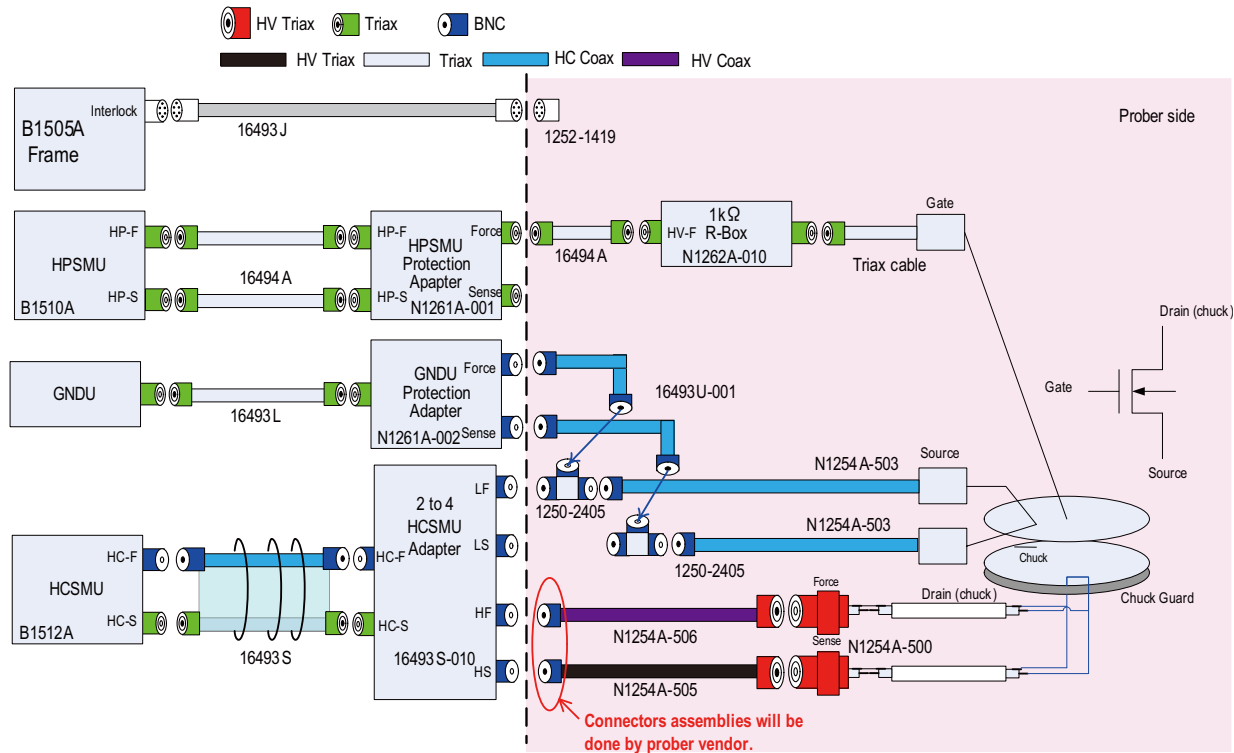 HV Triax
Triax
BNC
HV Triax
Triax
HC Coax
HV Coax
B1505A
Frame
Interlock
16493J
1252-1419
Prober side
HPSMU
B1510A
HP-F
HP-S
16494A
HP-F
HP-S
HPSMU
Protection
Apapter
N1261A-001
Force
Sense
16494A
HV-F
1kΩ
R-Box
N1262A-010
Triax cable
Gate
Drain (chuck)
Gate
Source
GNDU
16493L
GNDU
Protection
Adapter
N1261A-002
Force
Sense
16493U-001
1250-2405
N1254A-503
Source
1250-2405
N1254A-503
Chuck
Chuck Guard
HCSMU
B1512A
HC-F
HC-S
16493S
HC-F
HC-S
2 to 4
HCSMU
Adapter
16493S-010
LF
LS
HF
HS
N1254A-506
Force
Drain (chuck)
N1254A-505
Sense
N1254A-500
Connectors assemblies will be
done by prober vendor.